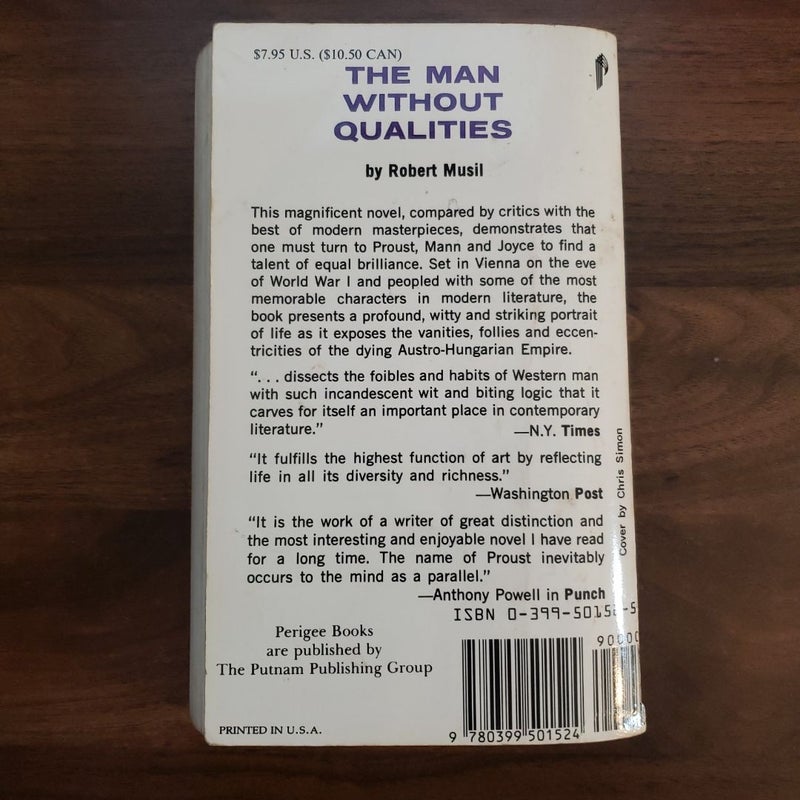 $7.95 U.S. ($10.50 CAN)
THE MAN
WITHOUT
QUALITIES
by Robert Musil
This magnificent novel, compared by critics with the
best of modern masterpieces, demonstrates that
one must turn to Proust, Mann and Joyce to find a
talent of equal brilliance. Set in Vienna on the eve
of World War I and peopled with some of the most
memorable characters in modern literature, the
book presents a profound, witty and striking portrait
of life as it exposes the vanities, follies and eccen-
tricities of the dying Austro-Hungarian Empire.
“. . . dissects the foibles and habits of Western man
with such incandescent wit and biting logic that it
carves for itself an important place in contemporary
literature.”
—N.Y. Times
“It fulfills the highest function of art by reflecting
life in all its diversity and richness.”
—Washington Post
“It is the work of a writer of great distinction and
the most interesting and enjoyable novel I have read
for a long time. The name of Proust inevitably
occurs to the mind as a parallel.”
—Anthony Powell in Punch
Cover by Chris Simon
ISBN 0-399-50152-5
90000
Perigee Books
are published by
The Putnam Publishing Group
PRINTED IN U.S.A.
9 780399 501524